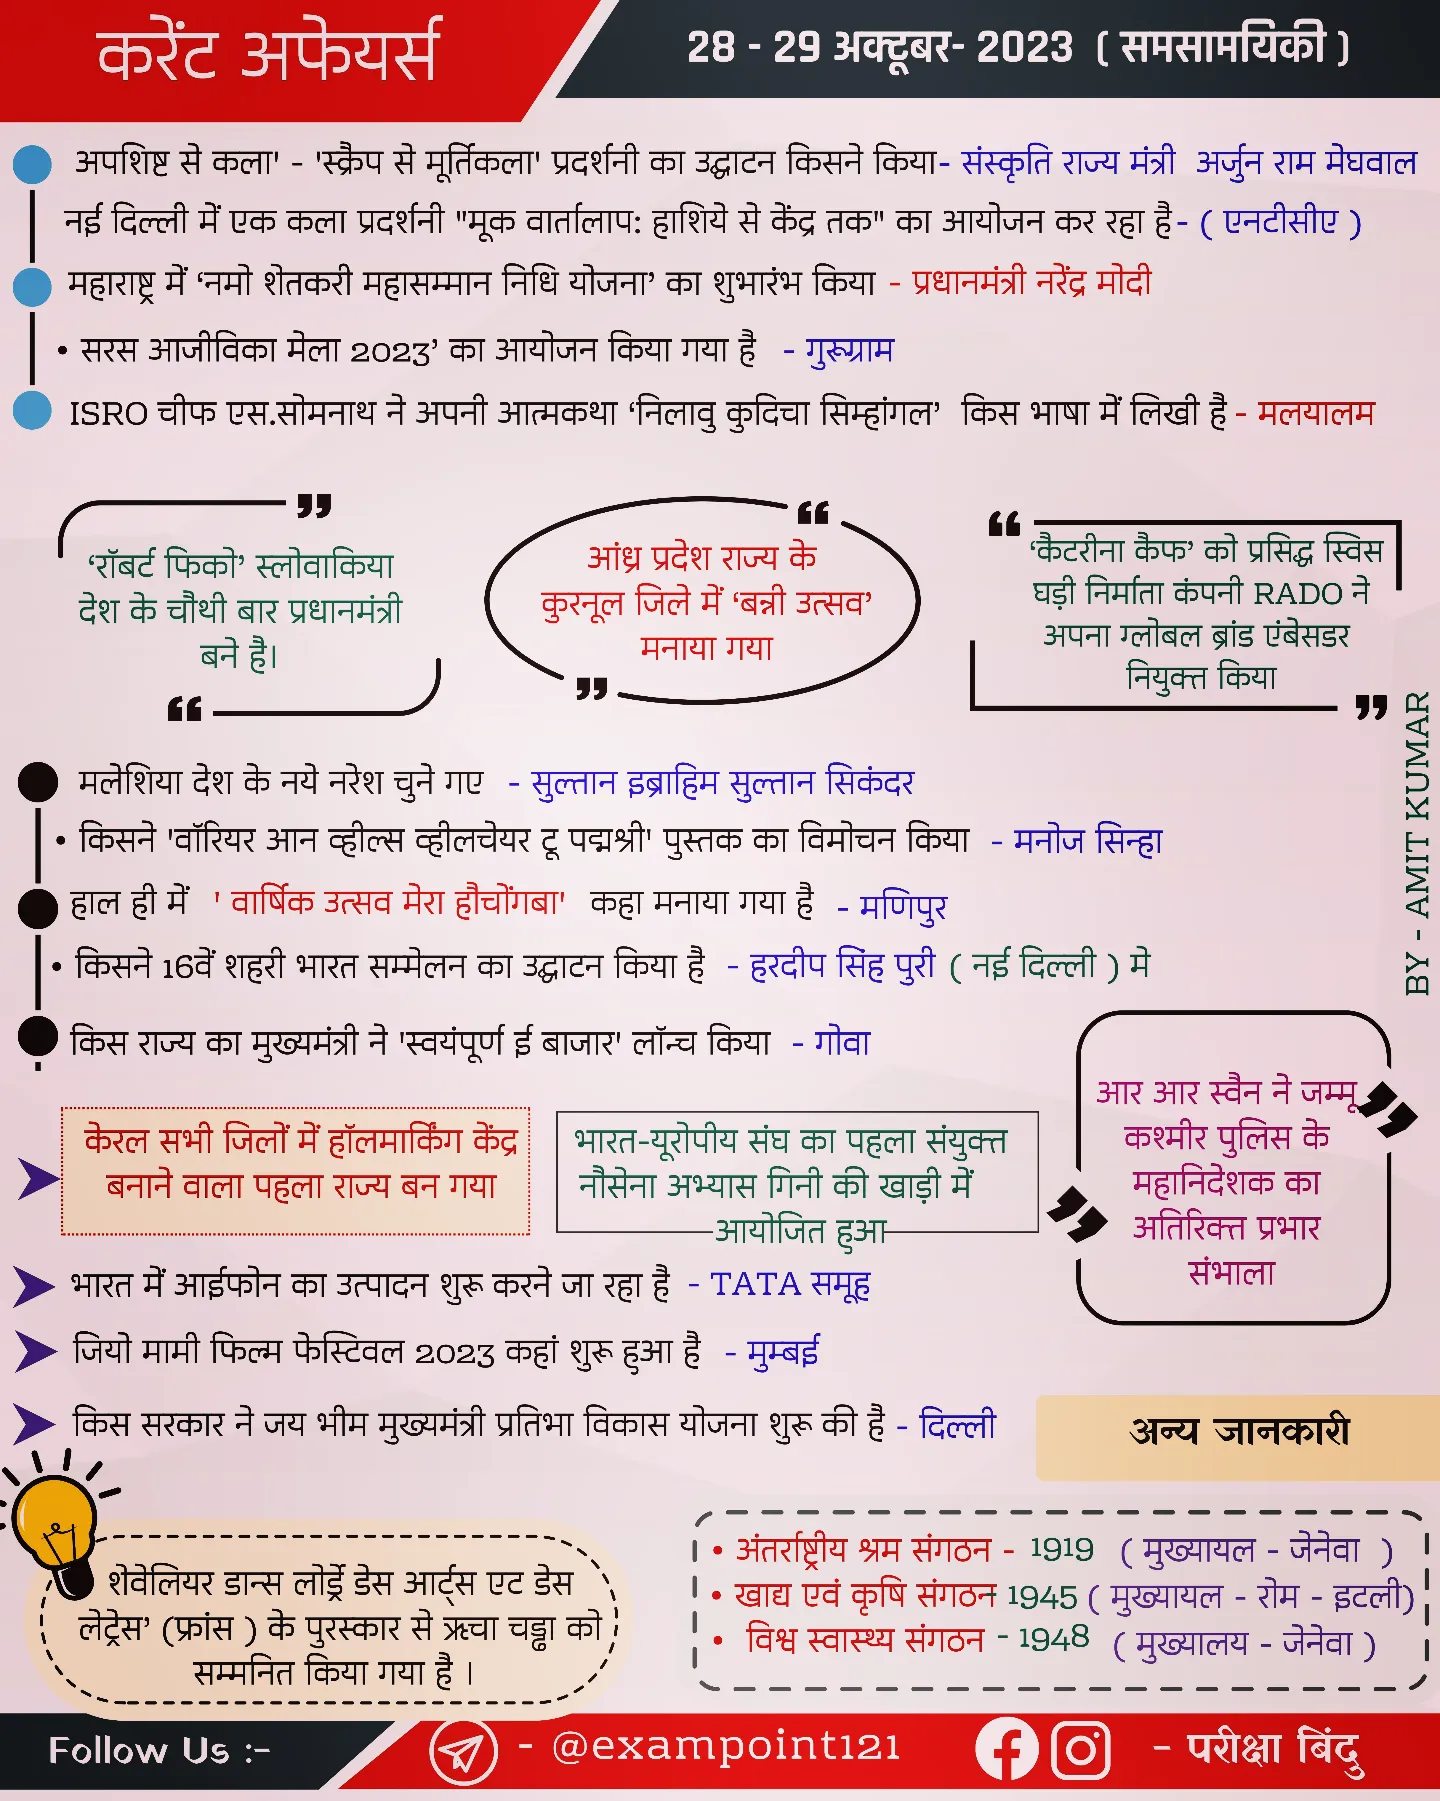 करेंट अफेयर्स
28 - 29 अक्टूबर- 2023 ( समसामयिकी )
अपशिष्ट से कला' - 'स्क्रैप से मूर्तिकला' प्रदर्शनी का उद्घाटन किसने किया- संस्कृति राज्य मंत्री अर्जुन राम मेघवाल
नई दिल्ली में एक कला प्रदर्शनी "मूक वार्तालाप: हाशिये से केंद्र तक" का आयोजन कर रहा है- ( एनटीसीए )
महाराष्ट्र में ‘नमो शेतकरी महासम्मान निधि योजना’ का शुभारंभ किया - प्रधानमंत्री नरेंद्र मोदी
• सरस आजीविका मेला 2023’ का आयोजन किया गया है - गुरूग्राम
ISRO चीफ एस.सोमनाथ ने अपनी आत्मकथा ‘निलावु कुदिचा सिम्हांगल’ किस भाषा में लिखी है - मलयालम
‘रॉबर्ट फिको’ स्लोवाकिया
देश के चौथी बार प्रधानमंत्री
बने है।
आंध्र प्रदेश राज्य के
कुरनूल जिले में ‘बन्नी उत्सव’
मनाया गया
‘कैटरीना कैफ’ को प्रसिद्ध स्विस
घड़ी निर्माता कंपनी RADO ने
अपना ग्लोबल ब्रांड एंबेसडर
नियुक्त किया
BY - AMIT KUMAR
मलेशिया देश के नये नरेश चुने गए - सुल्तान इब्राहिम सुल्तान सिकंदर
• किसने 'वॉरियर आन व्हील्स व्हीलचेयर टू पद्मश्री' पुस्तक का विमोचन किया - मनोज सिन्हा
हाल ही में ' वार्षिक उत्सव मेरा हौचोंगबा' कहा मनाया गया है - मणिपुर
• किसने 16वें शहरी भारत सम्मेलन का उद्घाटन किया है - हरदीप सिंह पुरी ( नई दिल्ली ) मे
किस राज्य का मुख्यमंत्री ने 'स्वयंपूर्ण ई बाजार' लॉन्च किया - गोवा
केरल सभी जिलों में हॉलमार्किंग केंद्र
बनाने वाला पहला राज्य बन गया
भारत-यूरोपीय संघ का पहला संयुक्त
नौसेना अभ्यास गिनी की खाड़ी में
आयोजित हुआ
आर आर स्वैन ने जम्मू
कश्मीर पुलिस के
महानिदेशक का
अतिरिक्त प्रभार
संभाला
भारत में आईफोन का उत्पादन शुरू करने जा रहा है - TATA समूह
जियो मामी फिल्म फेस्टिवल 2023 कहां शुरू हुआ है - मुम्बई
किस सरकार ने जय भीम मुख्यमंत्री प्रतिभा विकास योजना शुरू की है - दिल्ली
अन्य जानकारी
शेवेलियर डान्स लोर्ड्रे डेस आर्ट्स एट डेस
लेट्रेस’ (फ्रांस ) के पुरस्कार से ऋचा चड्ढा को
सम्मनित किया गया है ।
• अंतर्राष्ट्रीय श्रम संगठन - 1919 ( मुख्यायल - जेनेवा )
• खाद्य एवं कृषि संगठन - 1945 ( मुख्यायल - रोम - इटली)
• विश्व स्वास्थ्य संगठन - 1948 ( मुख्यालय - जेनेवा )
Follow Us :-
- @exampoint121
- परीक्षा बिंदु